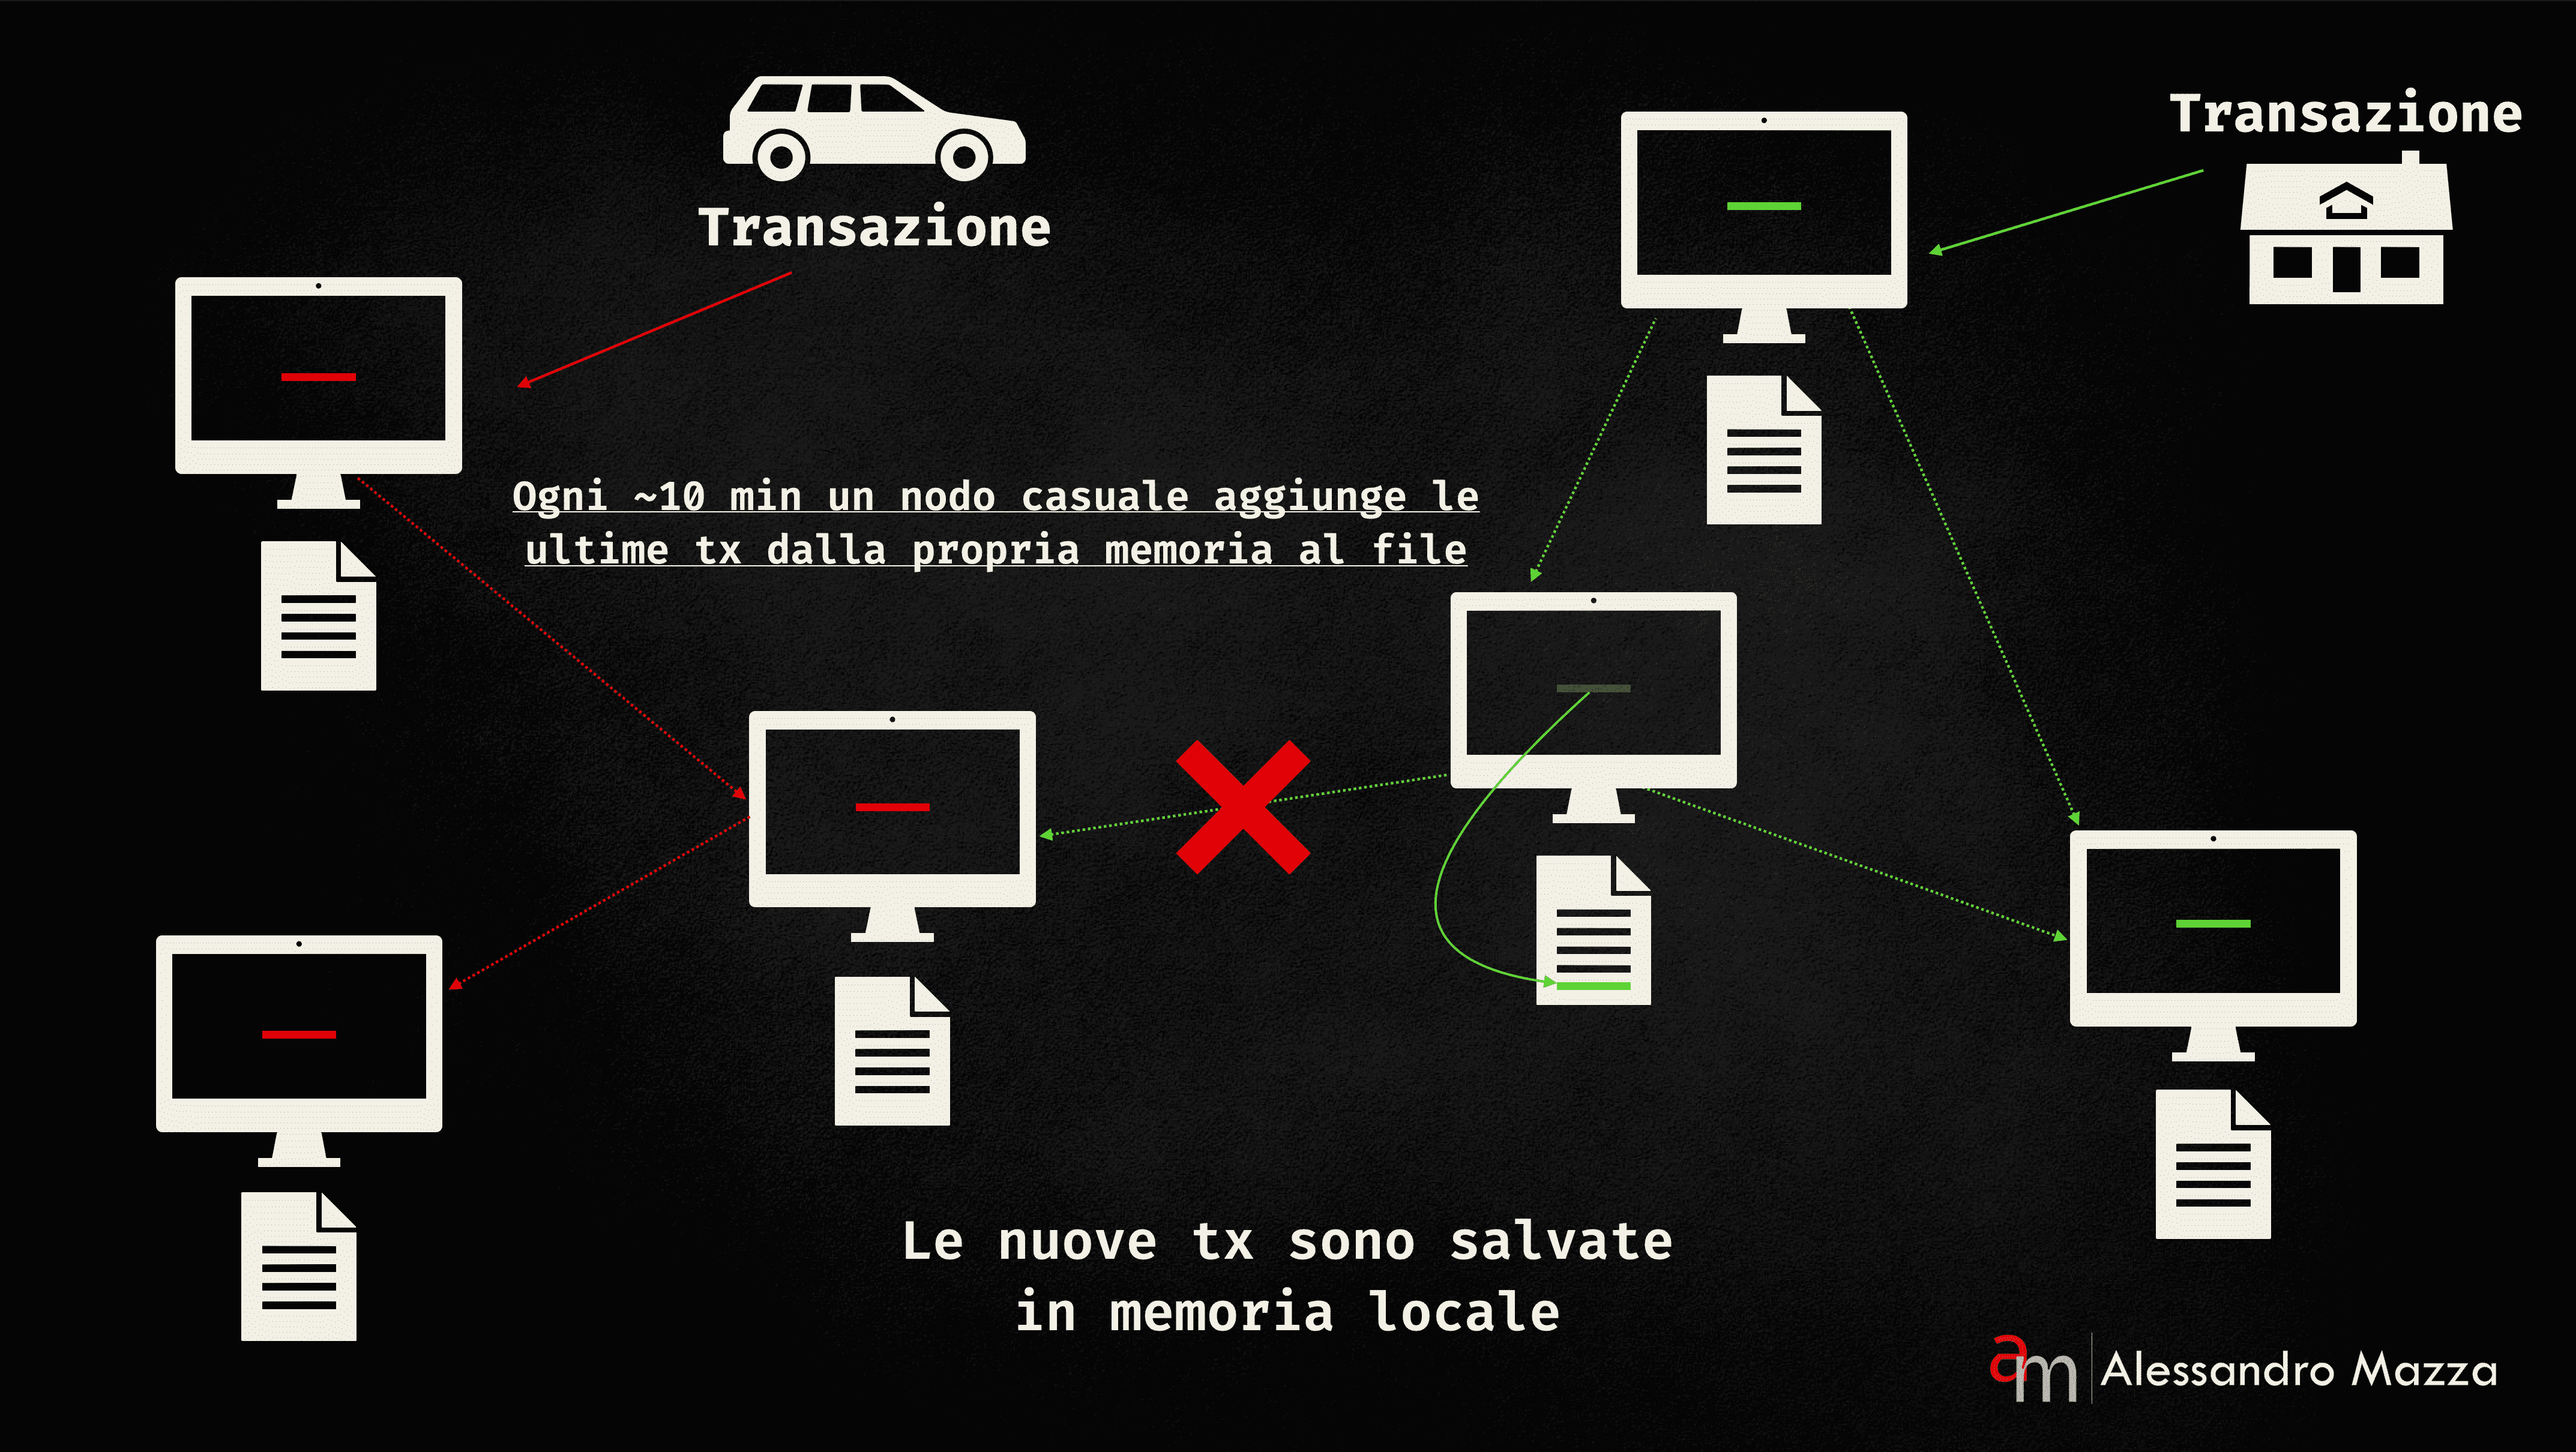 Transazione
Transazione
Ogni ~10 min un nodo casuale aggiunge le
ultime tx dalla propria memoria al file
Le nuove tx sono salvate
in memoria locale
am
Alessandro Mazza